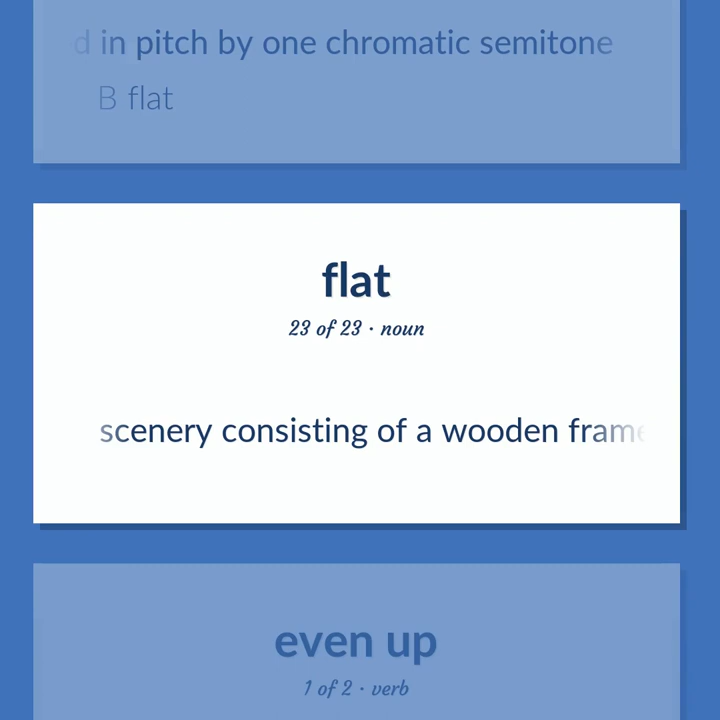 d in pitch by one chromatic semitone
B flat
flat
23 of 23 · noun
scenery consisting of a wooden frame
even up
1 of 2 · verb